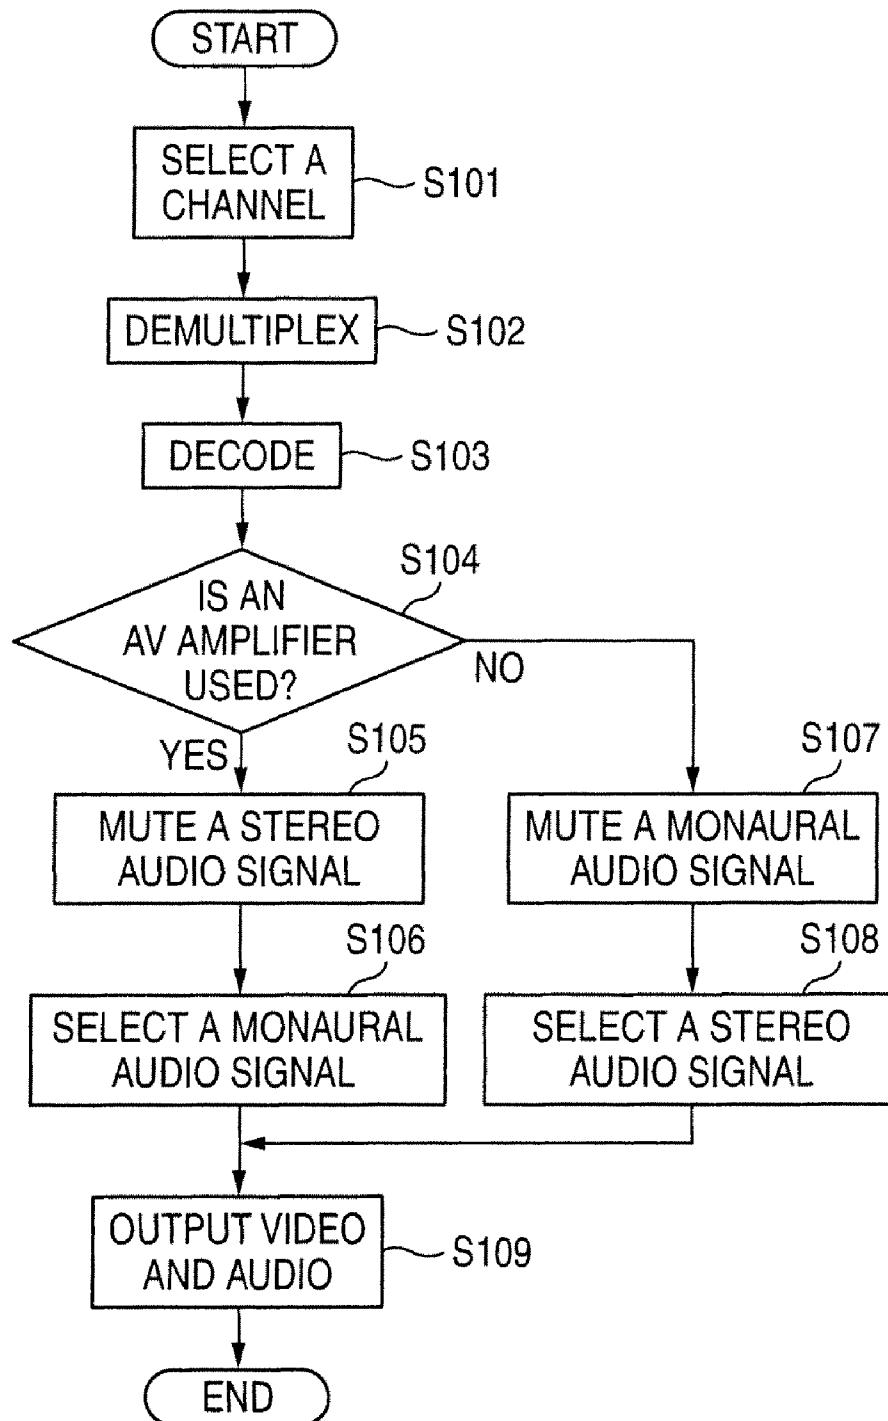 START
SELECT A
CHANNEL
S101
DEMULTIPLEX
S102
DECODE
S103
S104
IS AN
AV AMPLIFIER
USED?
NO
YES
S105
MUTE A STEREO
AUDIO SIGNAL
S107
MUTE A MONAURAL
AUDIO SIGNAL
S106
SELECT A MONAURAL
AUDIO SIGNAL
S108
SELECT A STEREO
AUDIO SIGNAL
OUTPUT VIDEO
AND AUDIO
S109
END